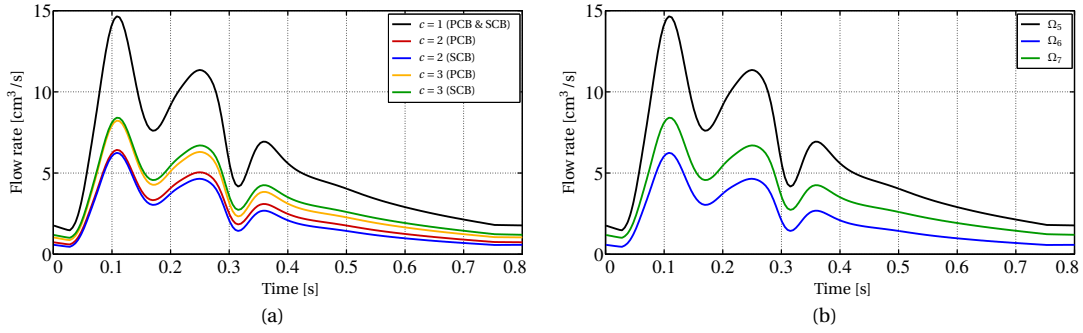 15
10
5
0
Flow rate [cm³/s]
c = 1 (PCB & SCB)
c = 2 (PCB)
c = 2 (SCB)
c = 3 (PCB)
c = 3 (SCB)
0 0.1 0.2 0.3 0.4 0.5 0.6 0.7 0.8
Time [s]
(a)
15
10
5
0
Flow rate [cm³/s]
Ω₅
Ω₆
Ω₇
0 0.1 0.2 0.3 0.4 0.5 0.6 0.7 0.8
Time [s]
(b)